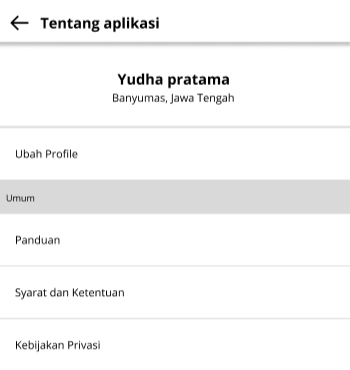 Tentang aplikasi
Yudha pratama
Banyumas, Jawa Tengah
Ubah Profile
Umum
Panduan
Syarat dan Ketentuan
Kebijakan Privasi